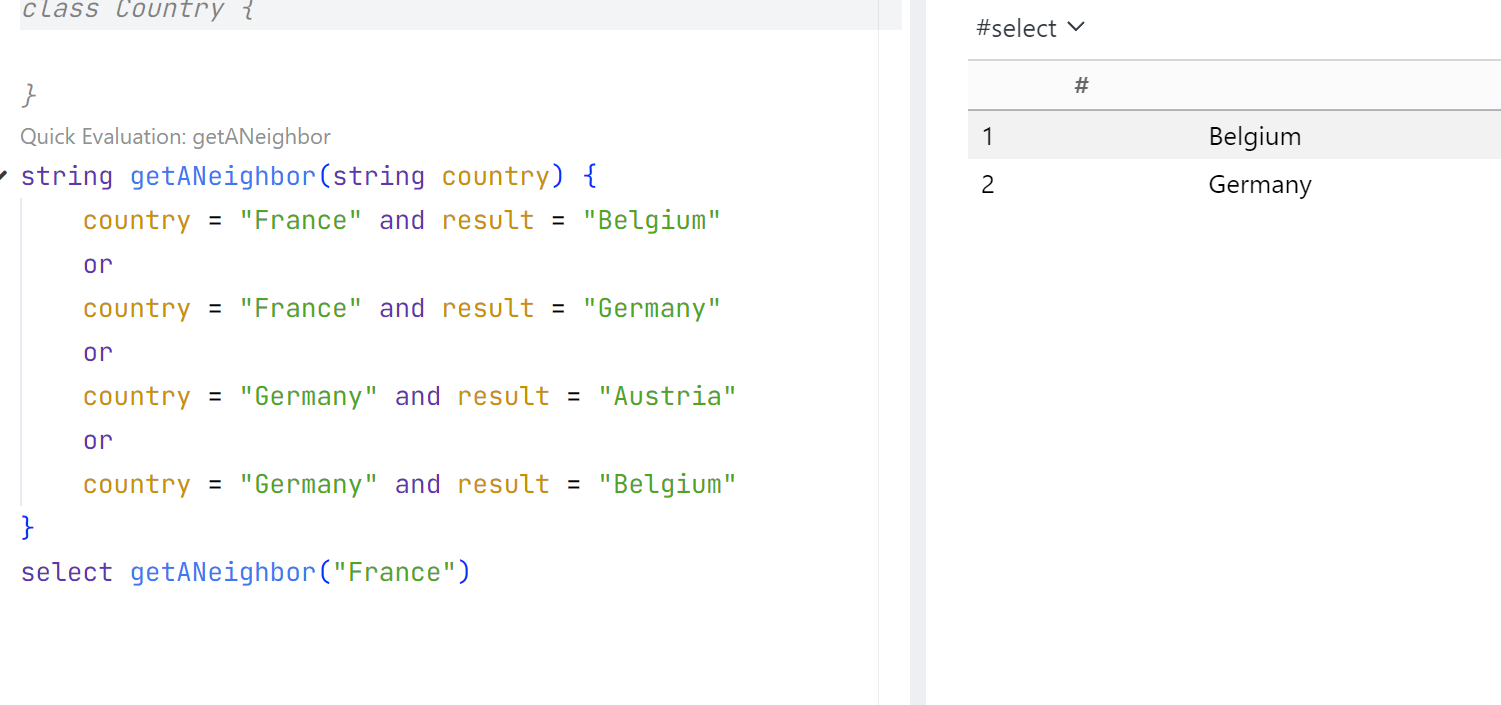 class Country {
}
Quick Evaluation: getANeighbor
string getANeighbor(string country) {
country = "France" and result = "Belgium"
or
country = "France" and result = "Germany"
or
country = "Germany" and result = "Austria"
or
country = "Germany" and result = "Belgium"
}
select getANeighbor("France")
#select
#
1 Belgium
2 Germany